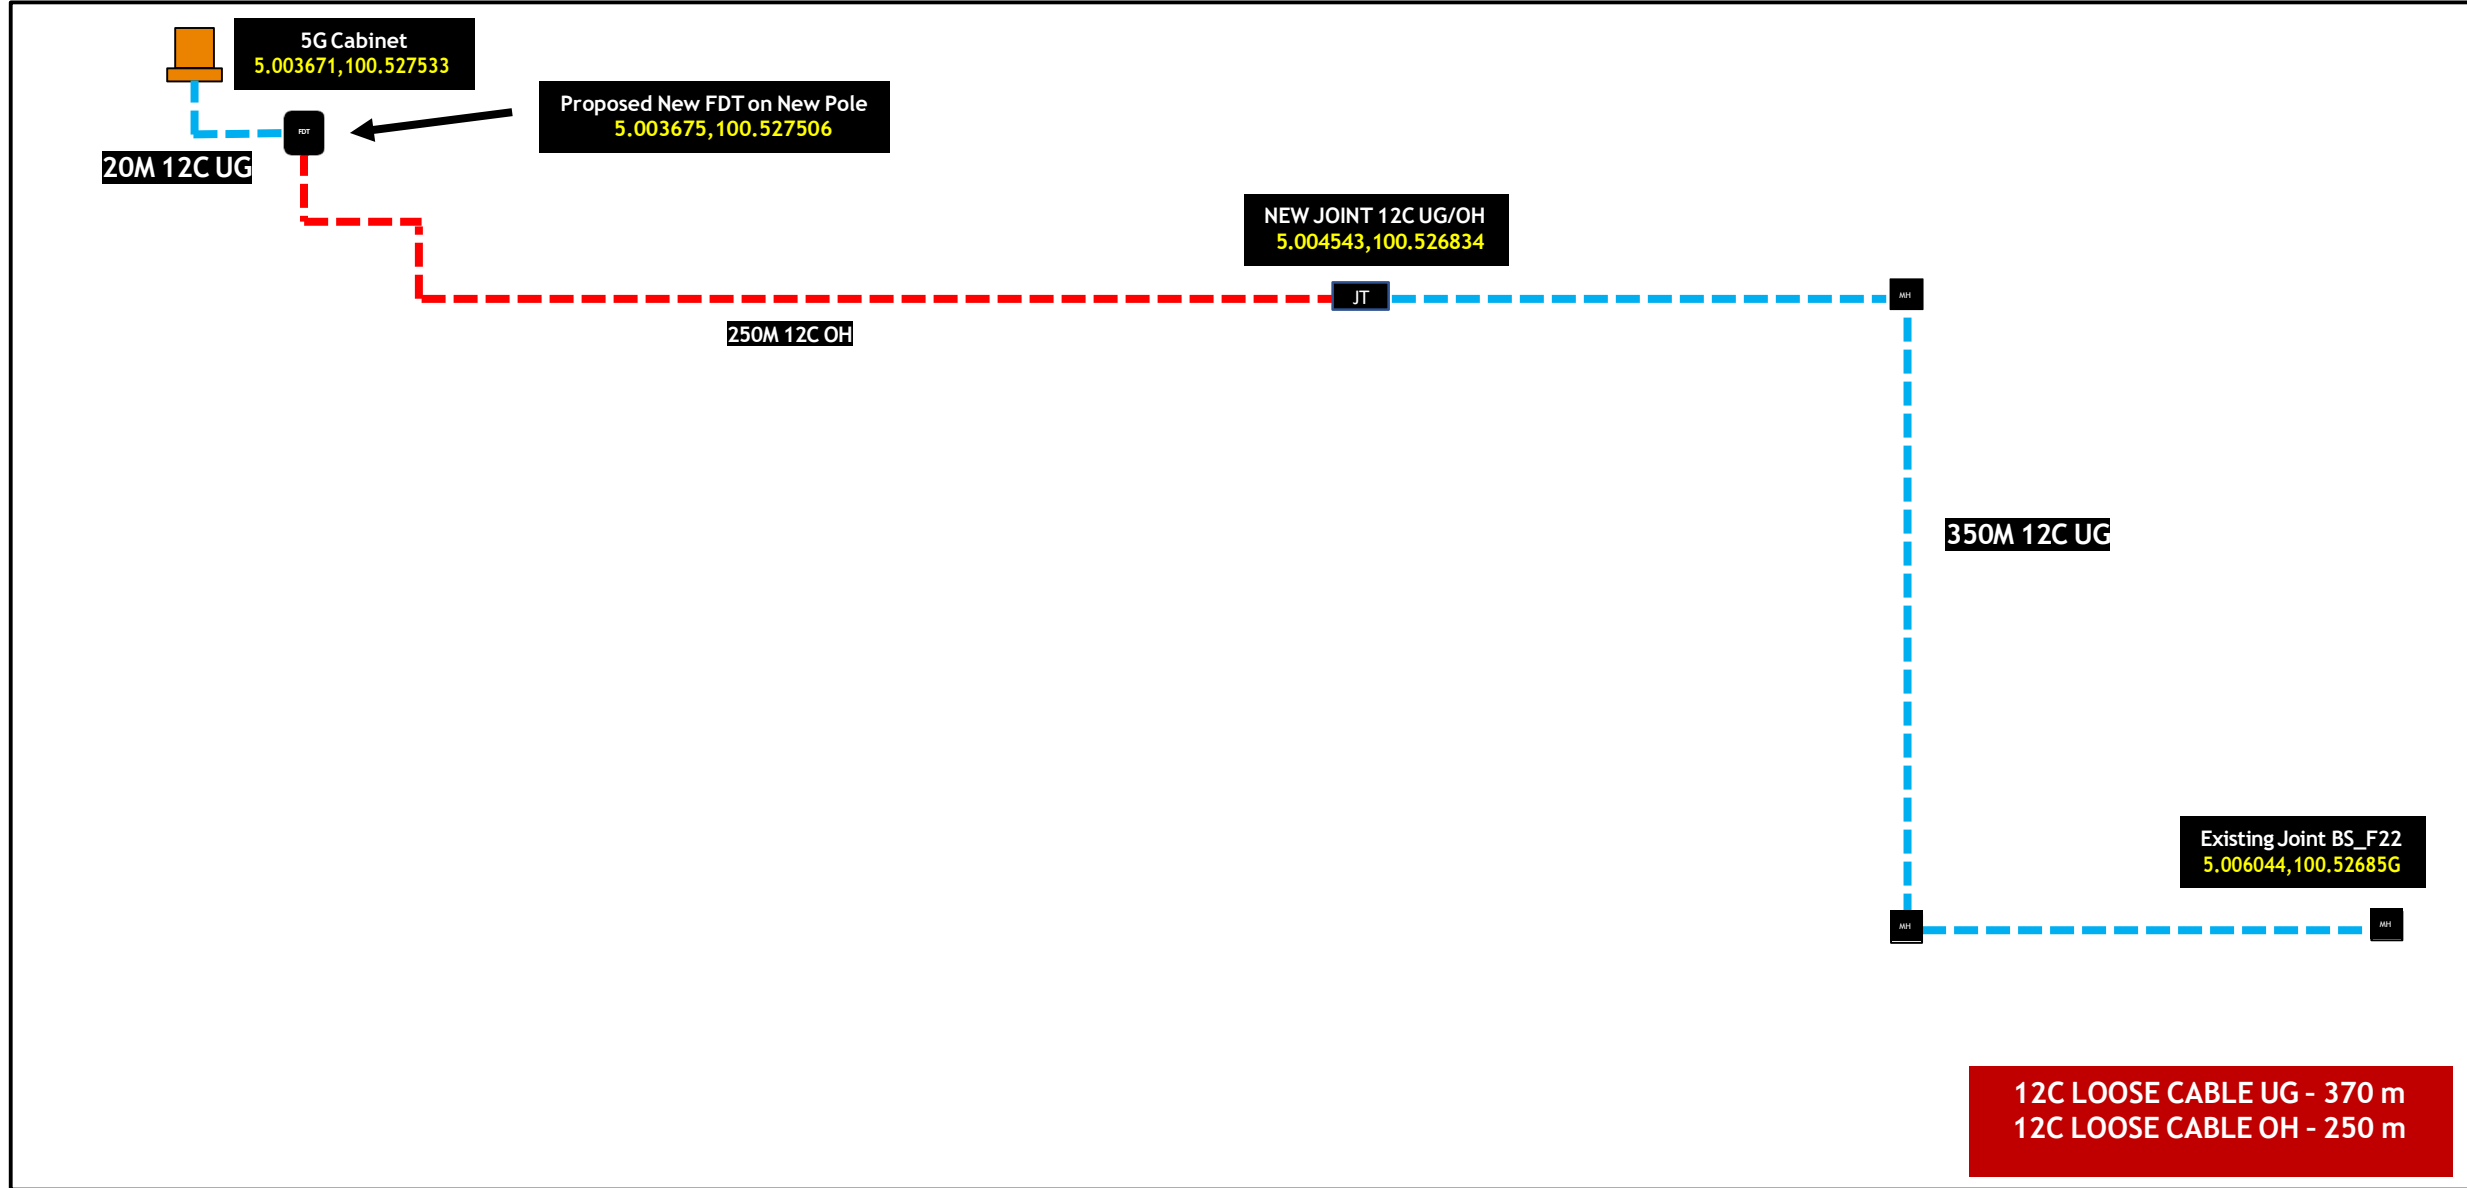 5G Cabinet
5.003671,100.527533
Proposed New FDT on New Pole
5.003675,100.527506
FDT
20M 12C UG
NEW JOINT 12C UG/OH
5.004543,100.526834
JT
MH
250M 12C OH
350M 12C UG
Existing Joint BS_F22
5.006044,100.52685G
MH
MH
12C LOOSE CABLE UG – 370 m
12C LOOSE CABLE OH – 250 m